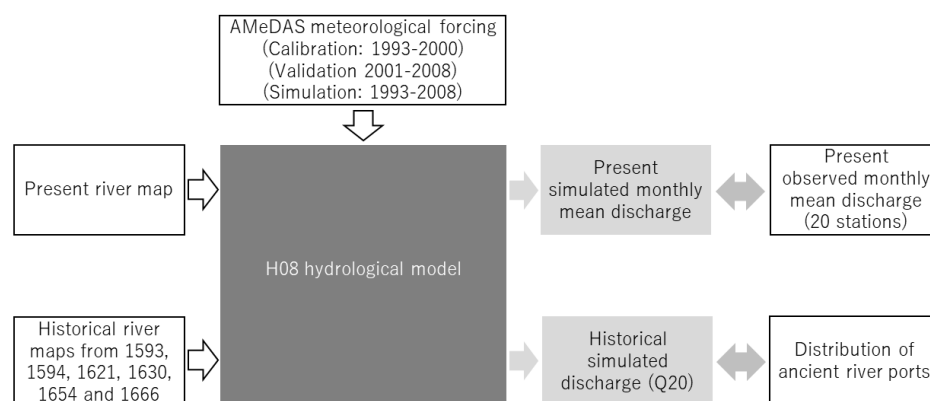 AMeDAS meteorological forcing
(Calibration: 1993-2000)
(Validation 2001-2008)
(Simulation: 1993-2008)
Present river map
H08 hydrological model
Present
simulated monthly
mean discharge
Present
observed monthly
mean discharge
(20 stations)
Historical river
maps from 1593,
1594, 1621, 1630,
1654 and 1666
Historical
simulated
discharge (Q20)
Distribution of
ancient river ports